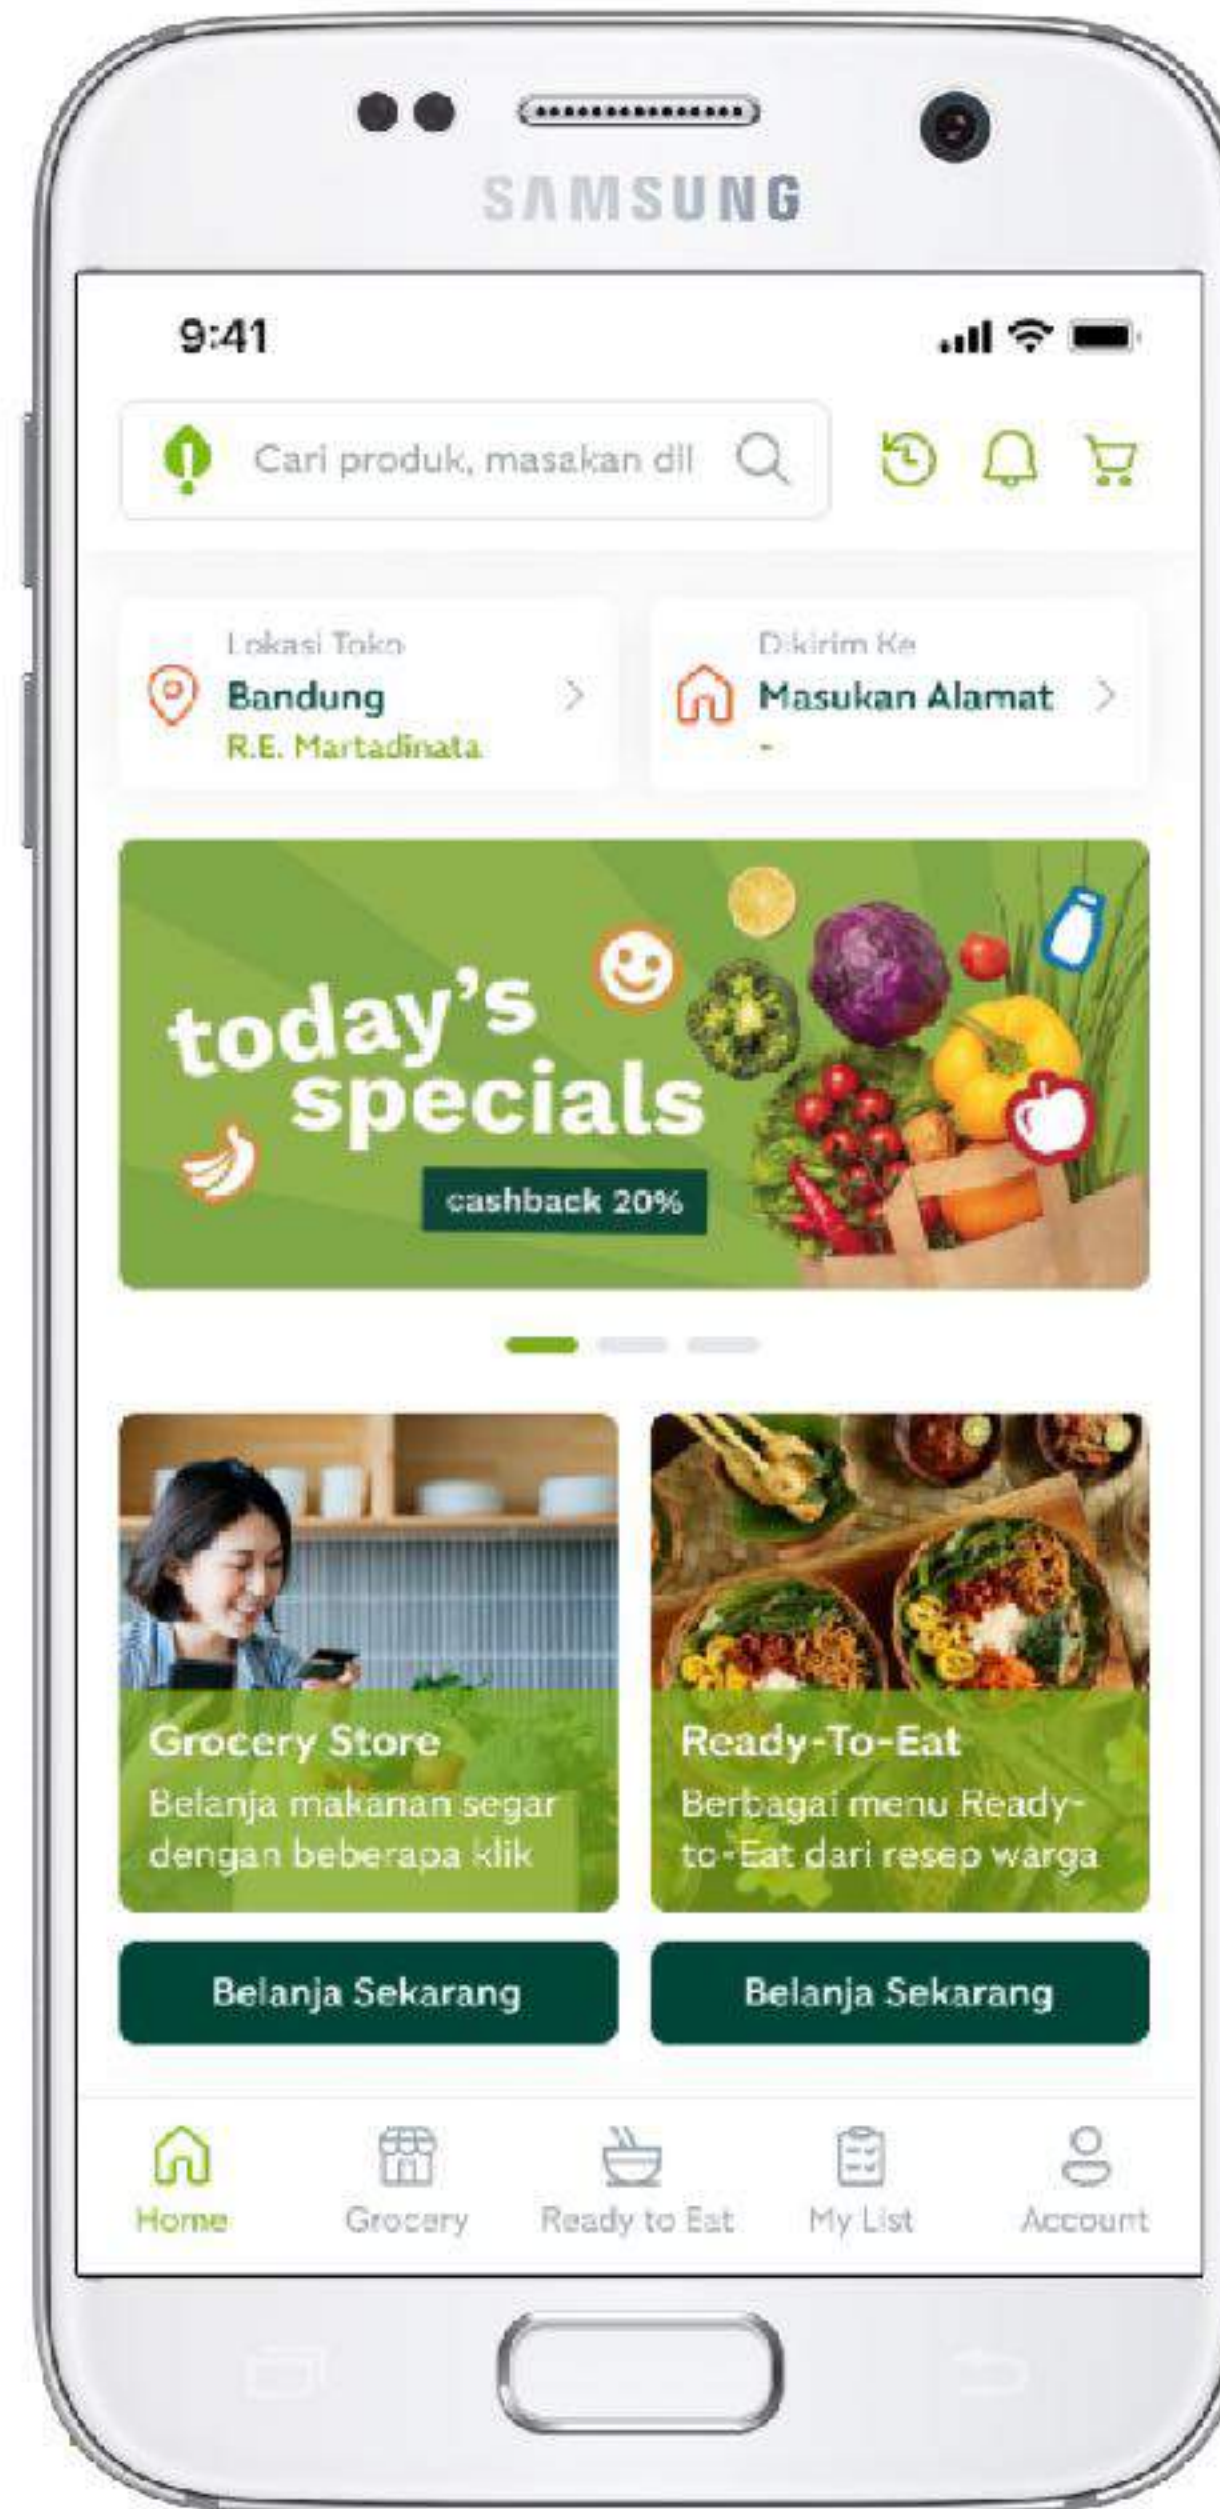 SAMSUNG
9:41
Cari produk, masakan dll
Lokasi Toko
Bandung
R.E. Martadinata
Dikirim Ke
Masukan Alamat
-
today's
specials
cashback 20%
Grocery Store
Belanja makanan segar
dengan beberapa klik
Ready-To-Eat
Berbagai menu Ready-
to-Eat dari resep warga
Belanja Sekarang
Belanja Sekarang
Home
Grocery
Ready to Eat
My List
Account